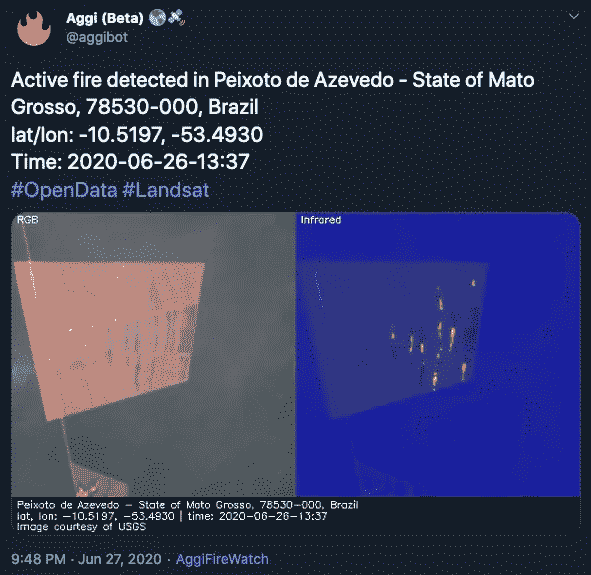 Aggi (Beta) 🌍🛰️
@aggibot
Active fire detected in Peixoto de Azevedo - State of Mato
Grosso, 78530-000, Brazil
lat/lon: -10.5197, -53.4930
Time: 2020-06-26-13:37
#OpenData #Landsat
RGB
Infrared
Peixoto de Azevedo - State of Mato Grosso, 78530-000, Brazil
lat, lon: -10.5197, -53.4930 | time: 2020-06-26-13:37
Image courtesy of USGS
9:48 PM · Jun 27, 2020 · AggiFireWatch